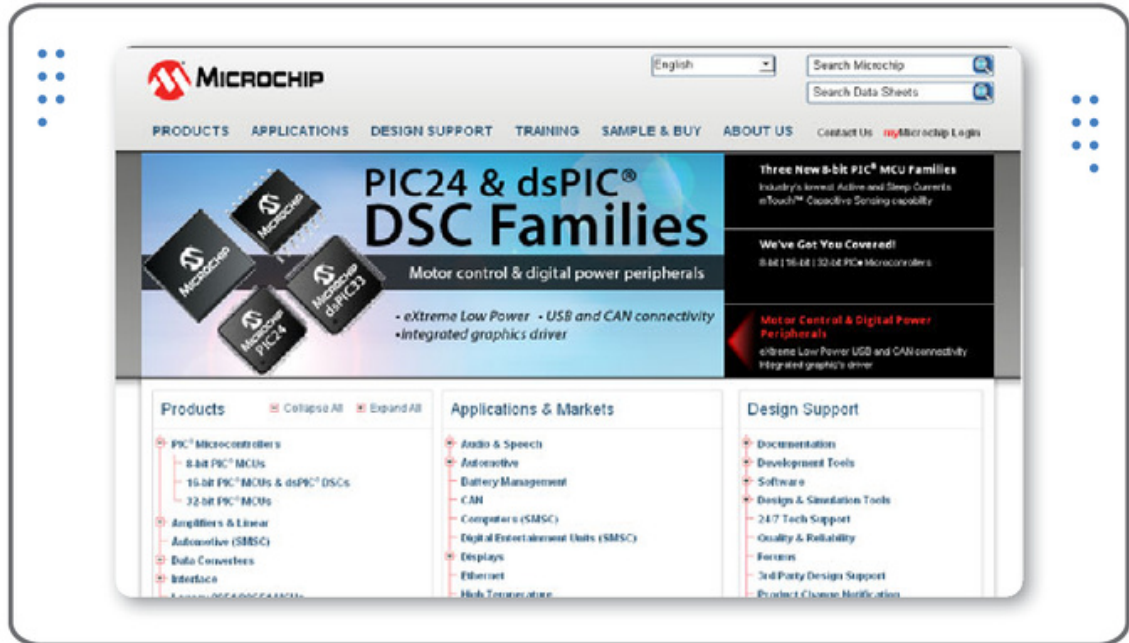 MICROCHIP
English
Search Microchip
Search Data Sheets
PRODUCTS APPLICATIONS DESIGN SUPPORT TRAINING SAMPLE & BUY ABOUT US Contact Us myMicrochip Login
PIC24 & dsPIC®
DSC Families
Motor control & digital power peripherals
- eXtreme Low Power - USB and CAN connectivity
•Integrated graphics driver
MICROCHIP
MICROCHIP
MICROCHIP
dsPIC33
MICROCHIP
PIC24
Three New 8-bit PIC® MCU Families
Industry's lowest Active and Sleep Currents
mTouch™ Capacitive Sensing capability
We've Got You Covered!
8-bit | 16-bit | 32-bit PIC● Microcontrollers
Motor Control & Digital Power
Peripherals
eXtreme Low Power USB and CAN connectivity
Integrated graphic's driver
Products Collapse All Expand All
PIC® Microcontrollers
8-bit PIC® MCUs
16-bit PIC® MCUs & dsPIC® DSCs
32-bit PIC® MCUs
Amplifiers & Linear
Automotive (SMSC)
Data Converters
Interface
Applications & Markets
Audio & Speech
Automotive
Battery Management
CAN
Computers (SMSC)
Digital Entertainment Units (SMSC)
Displays
Ethernet
High Temperature
Design Support
Documentation
Development Tools
Software
Design & Simulation Tools
24/7 Tech Support
Quality & Reliability
Forums
3rd Party Design Support
Product Change Notification